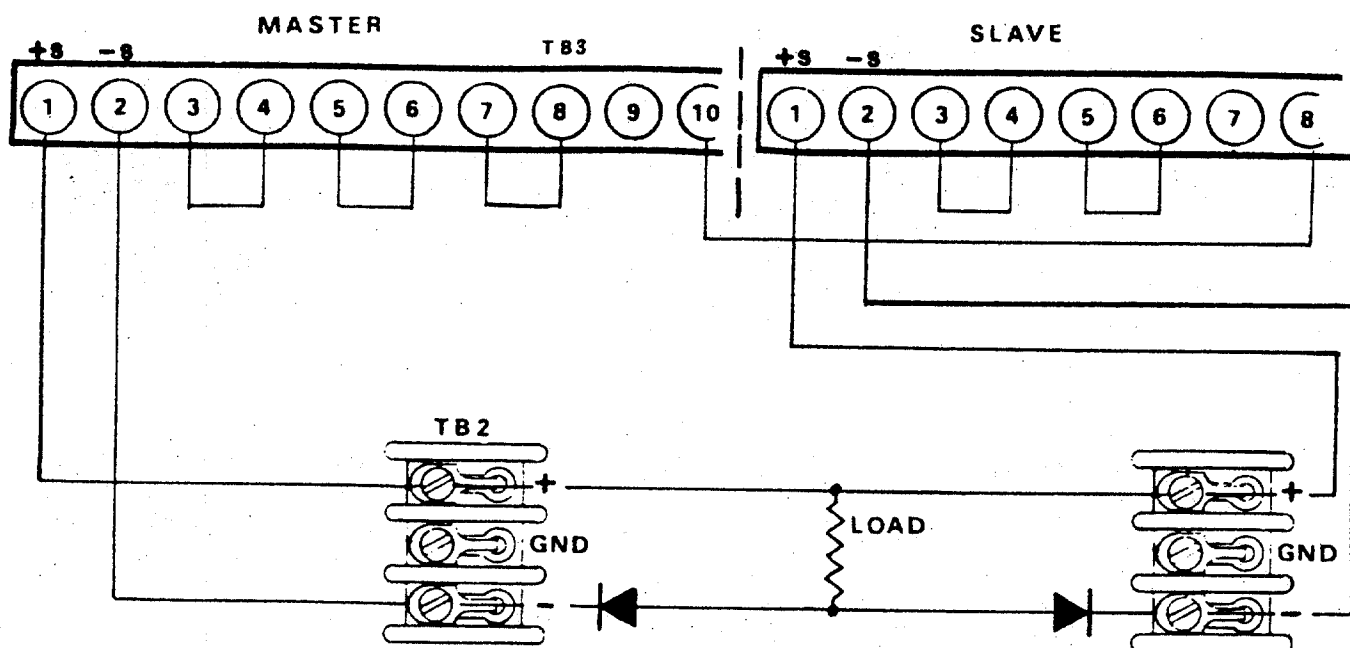 MASTER
SLAVE
+S -S TB3
+S -S
1 2 3 4 5 6 7 8 9 10
1 2 3 4 5 6 7 8
TB2
+
+
LOAD
GND
GND
-
-